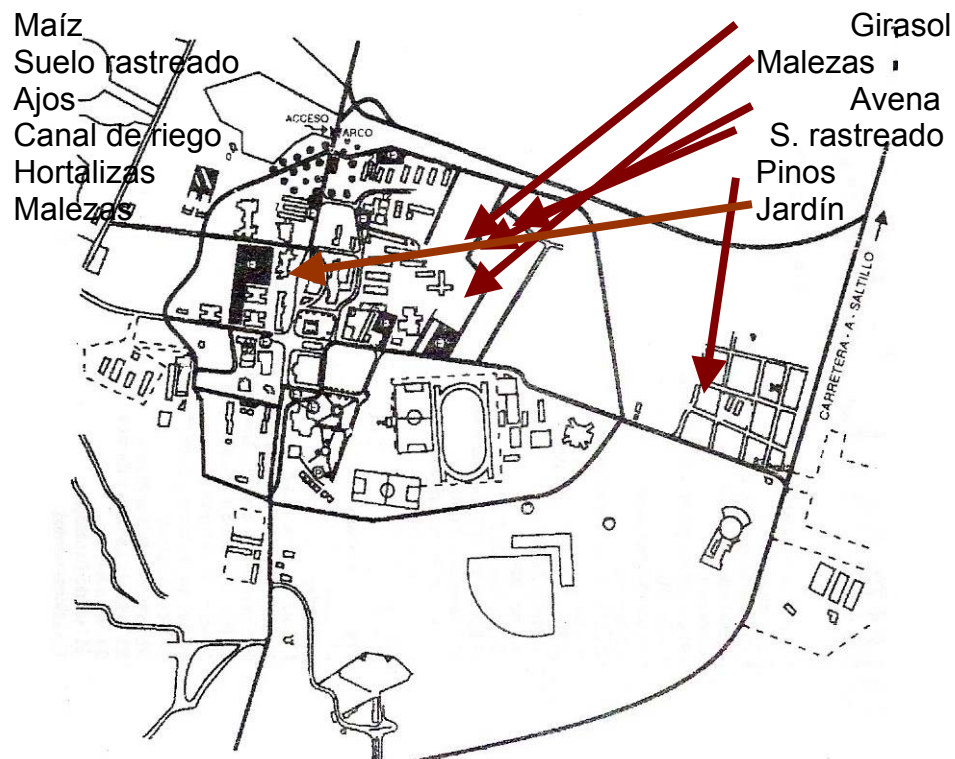 Maíz
Suelo rastreado
Ajos
Canal de riego
Hortalizas
Malezas
Girasol
Malezas
Avena
S. rastreado
Pinos
Jardín
ACCESO
ARCO
CARRETERA - A - SALTILLO